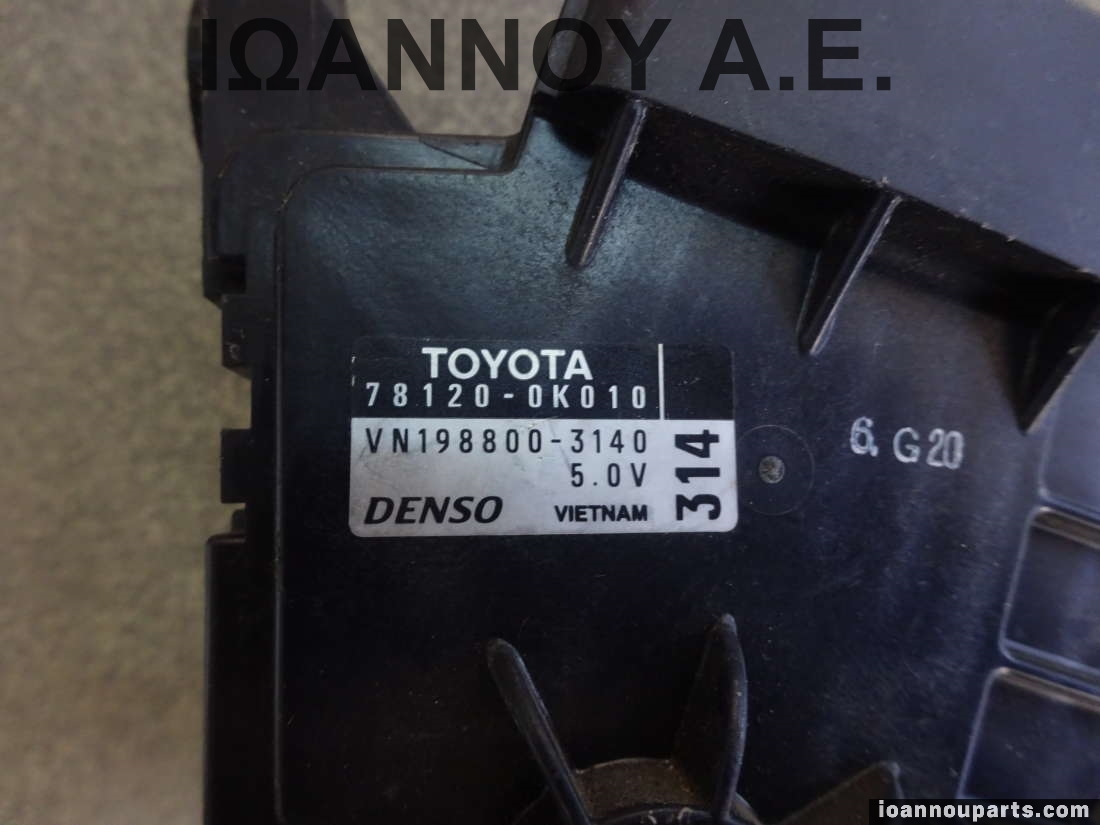 ΙΩΑΝΝΟΥ Α.Ε.
TOYOTA
78120-0K010
VN198800-3140
5.0V
314
DENSO VIETNAM
6. G20
ioannouparts.com